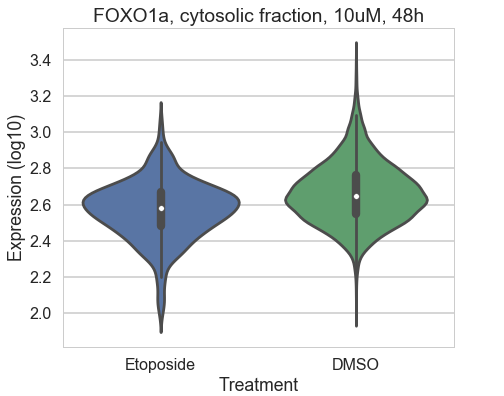 FOXO1a, cytosolic fraction, 10uM, 48h
Expression (log10)
3.4
3.2
3.0
2.8
2.6
2.4
2.2
2.0
Etoposide
DMSO
Treatment